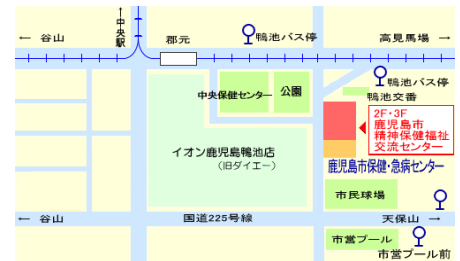 ↑中央駅
← 谷山
郡元
鴨池バス停
高見馬場 →
中央保健センター
公園
鴨池バス停
鴨池交番
2F・3F
鹿児島市
精神保健福祉
交流センター
イオン鹿児島鴨池店
(旧ダイエー)
鹿児島市保健・急病センター
市民球場
← 谷山
国道225号線
天保山 →
市営プール
市営プール前